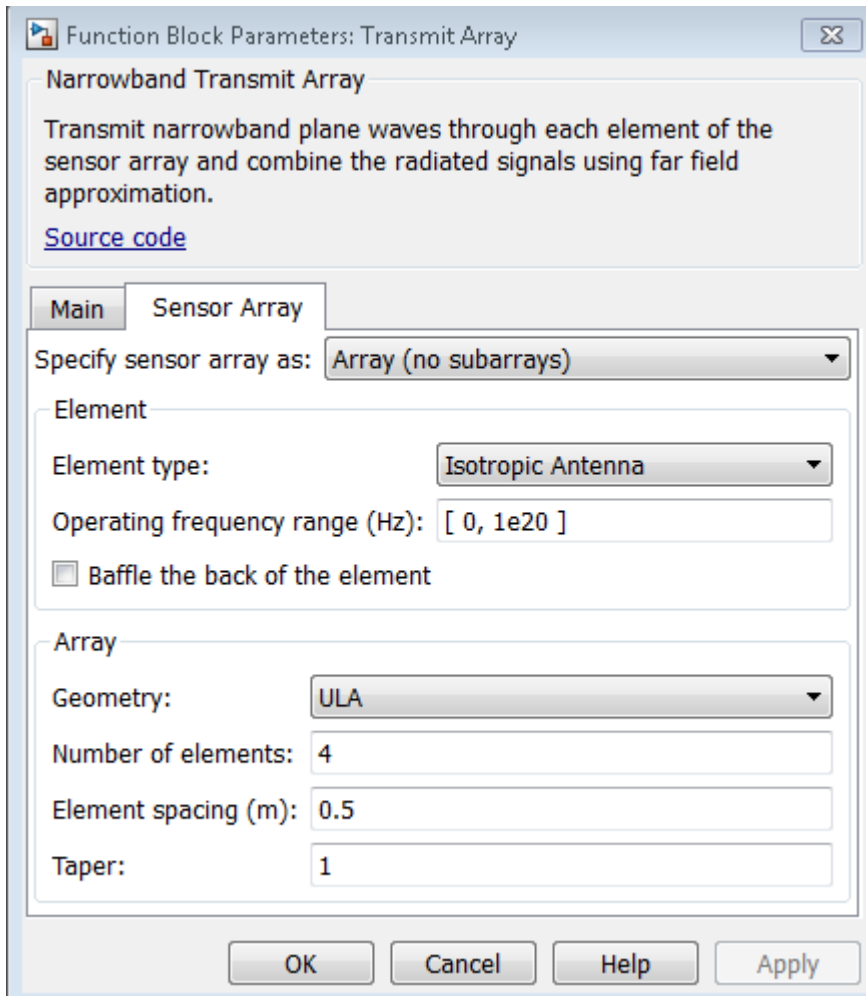 Function Block Parameters: Transmit Array
Narrowband Transmit Array
Transmit narrowband plane waves through each element of the
sensor array and combine the radiated signals using far field
approximation.
Source code
Main Sensor Array
Specify sensor array as: Array (no subarrays)
Element
Element type: Isotropic Antenna
Operating frequency range (Hz): [ 0, 1e20 ]
Baffle the back of the element
Array
Geometry: ULA
Number of elements: 4
Element spacing (m): 0.5
Taper: 1
OK Cancel Help Apply